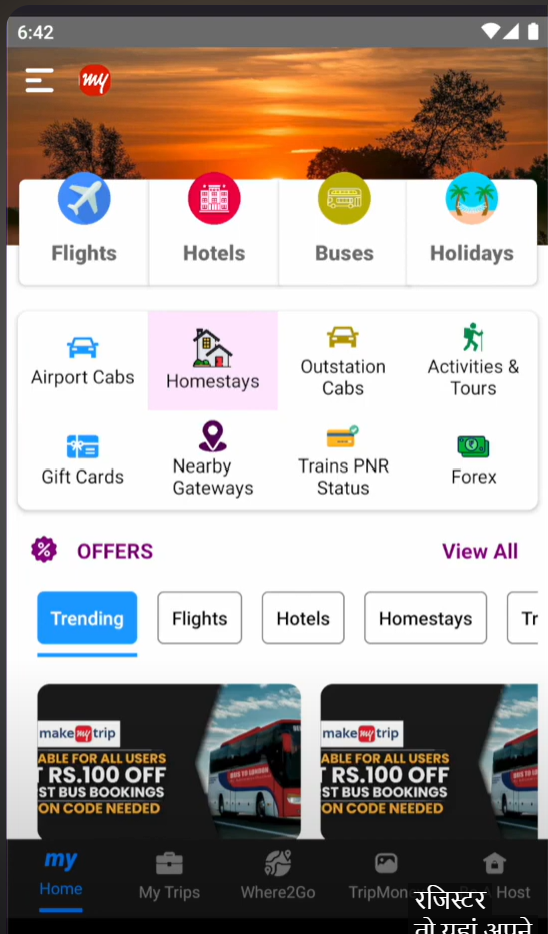 6:42
my
Flights Hotels Buses Holidays
Airport Cabs Homestays Outstation Cabs Activities & Tours
Gift Cards Nearby Gateways Trains PNR Status Forex
OFFERS View All
Trending Flights Hotels Homestays Tr
make my trip make my trip
ABLE FOR ALL USERS ABLE FOR ALL USERS
T RS.100 OFF T RS.100 OFF
ST BUS BOOKINGS ST BUS BOOKINGS
ON CODE NEEDED ON CODE NEEDED
my
Home My Trips Where2Go TripMon Host
रजिस्टर
तो यहां अपने